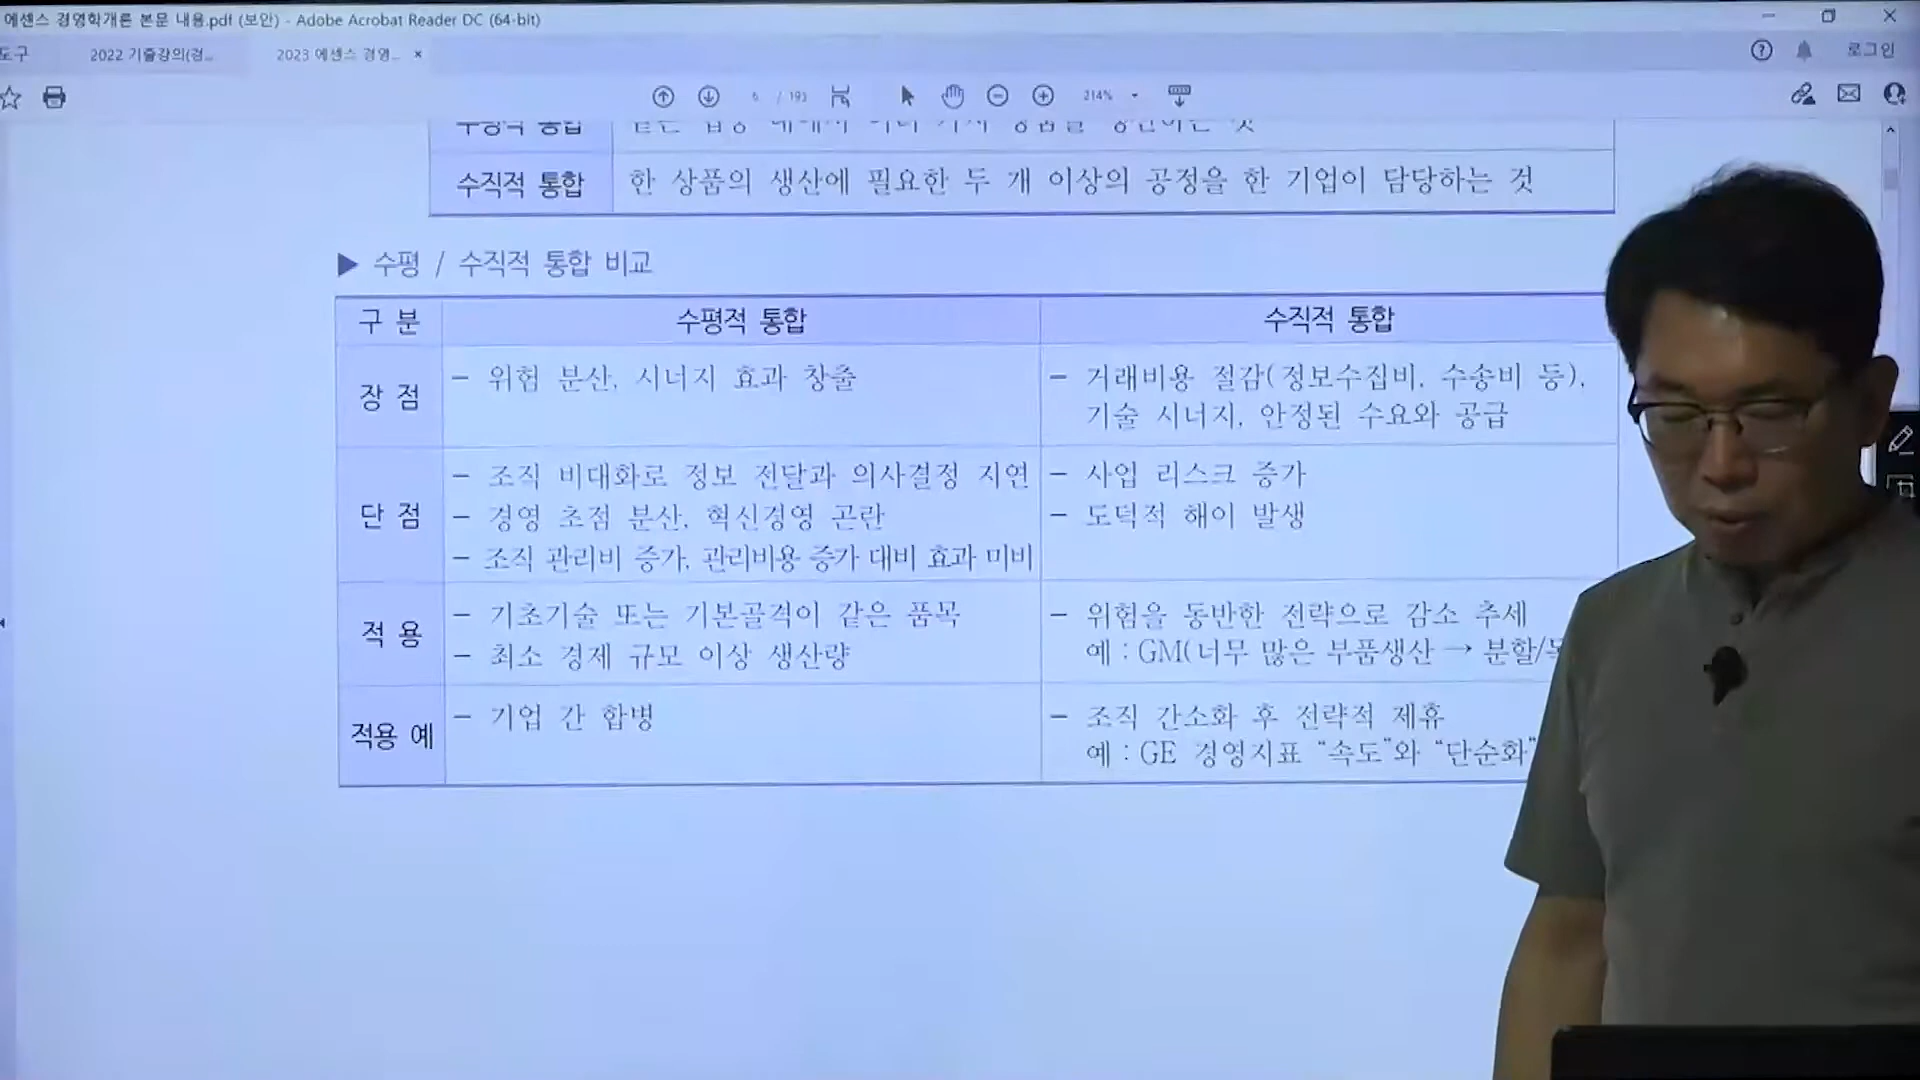 에센스 경영학개론 본문 내용.pdf (보안) - Adobe Acrobat Reader DC (64-bit)
도구
2022 기출강의(경...
2023 에센스 경영...
로그인
6 / 193
214%
수평적 통합
수직적 통합
한 상품의 생산에 필요한 두 개 이상의 공정을 한 기업이 담당하는 것
▶ 수평 / 수직적 통합 비교
구 분
수평적 통합
수직적 통합
장 점
- 위험 분산, 시너지 효과 창출
- 거래비용 절감(정보수집비, 수송비 등),
기술 시너지, 안정된 수요와 공급
단 점
- 조직 비대화로 정보 전달과 의사결정 지연
- 경영 초점 분산, 혁신경영 곤란
- 조직 관리비 증가, 관리비용 증가 대비 효과 미비
- 사업 리스크 증가
- 도덕적 해이 발생
적 용
- 기초기술 또는 기본골격이 같은 품목
- 최소 경제 규모 이상 생산량
- 위험을 동반한 전략으로 감소 추세
예 : GM(너무 많은 부품생산 → 분할/
적용 예
- 기업 간 합병
- 조직 간소화 후 전략적 제휴
예 : GE 경영지표 “속도”와 “단순화”